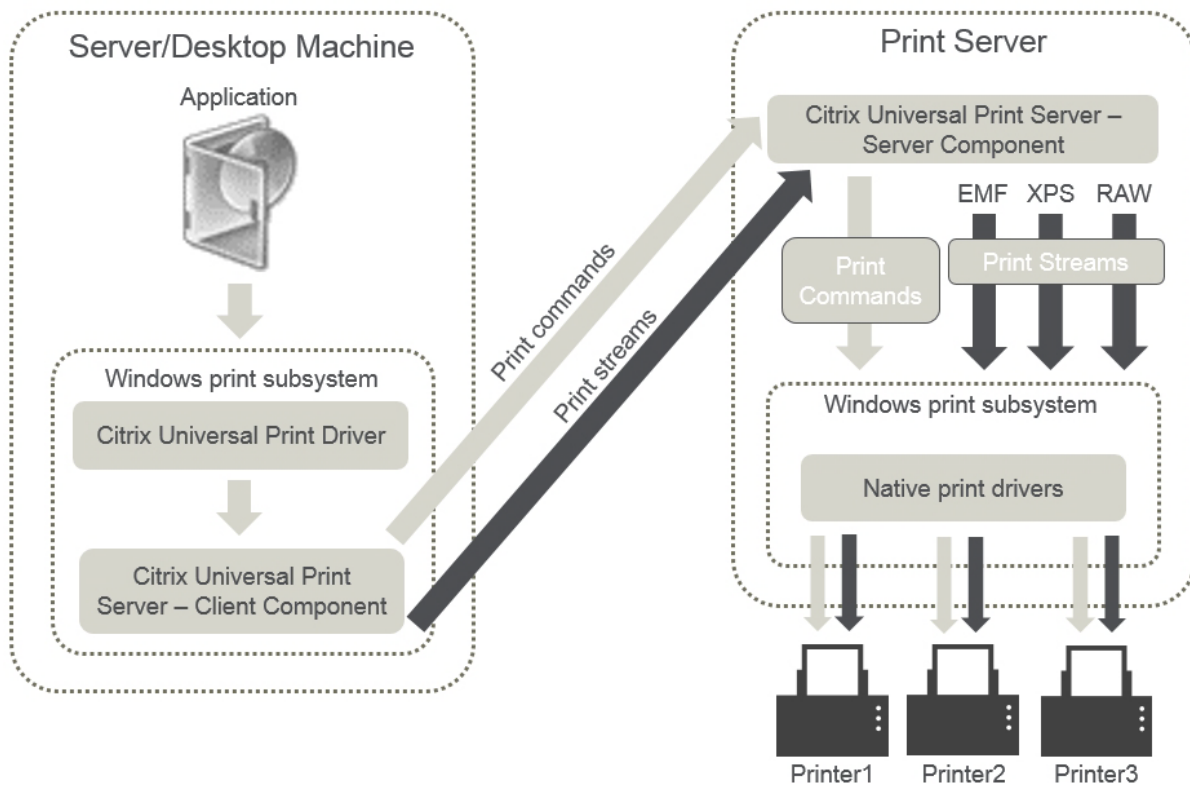 Server/Desktop Machine
Application
Windows print subsystem
Citrix Universal Print Driver
Citrix Universal Print
Server – Client Component
Print commands
Print streams
Print Server
Citrix Universal Print Server –
Server Component
EMF XPS RAW
Print
Commands
Print Streams
Windows print subsystem
Native print drivers
Printer1 Printer2 Printer3